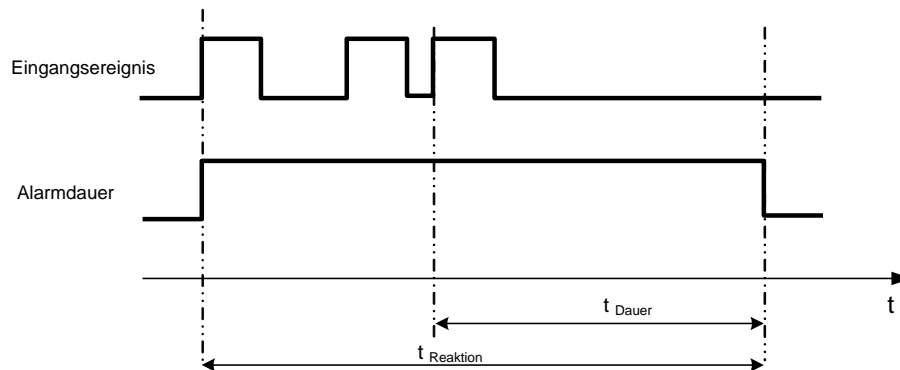 Eingangsereignis
Alarmdauer
t
t Dauer
t Reaktion